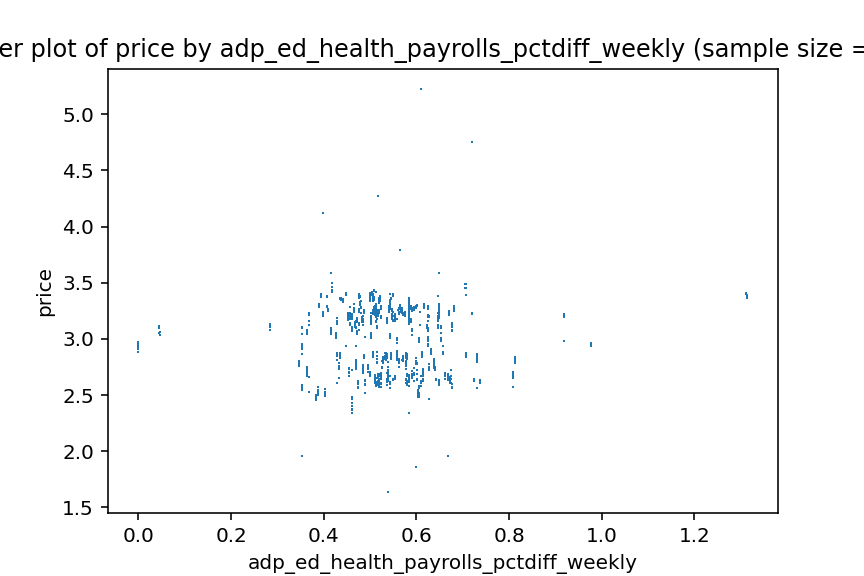 er plot of price by adp_ed_health_payrolls_pctdiff_weekly (sample size =
5.0
4.5
4.0
3.5
3.0
2.5
2.0
1.5
price
0.0 0.2 0.4 0.6 0.8 1.0 1.2
adp_ed_health_payrolls_pctdiff_weekly